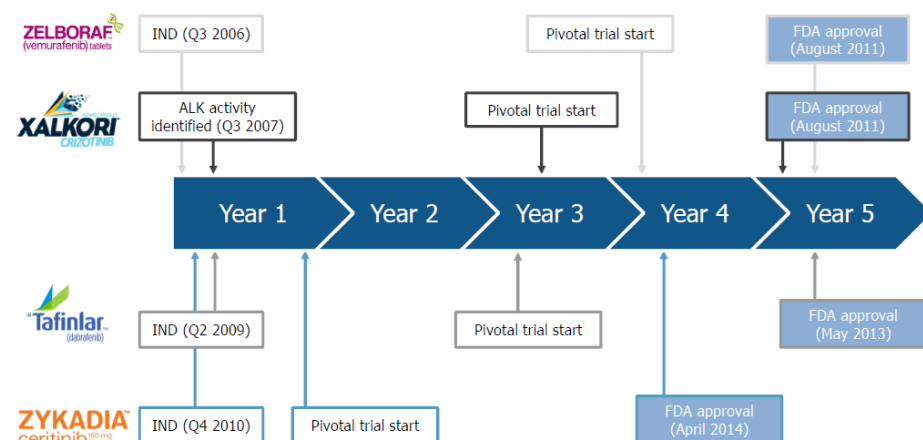 ZELBORAF
(vemurafenib) tablets
IND (Q3 2006)
Pivotal trial start
FDA approval
(August 2011)
XALKORI
CRIZOTINIB
ALK activity
identified (Q3 2007)
Pivotal trial start
FDA approval
(August 2011)
Year 1
Year 2
Year 3
Year 4
Year 5
Tafinlar
(dabrafenib)
IND (Q2 2009)
Pivotal trial start
FDA approval
(May 2013)
ZYKADIA™
ceritinib 150 mg
IND (Q4 2010)
Pivotal trial start
FDA approval
(April 2014)